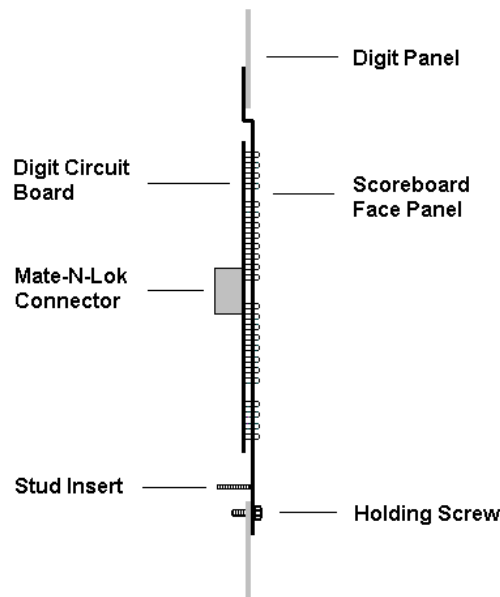 Digit Panel
Digit Circuit
Board
Scoreboard
Face Panel
Mate-N-Lok
Connector
Stud Insert
Holding Screw